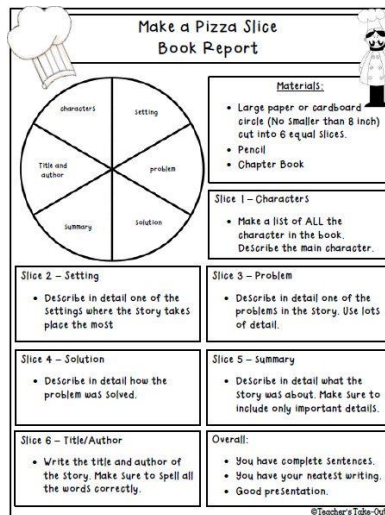 Make a Pizza Slice
Book Report
characters
setting
Title and
author
problem
summary
solution
Materials:
• Large paper or cardboard
circle (No smaller than 8 inch)
cut into 6 equal slices.
• Pencil
• Chapter Book
Slice 1 – Characters
• Make a list of ALL the
character in the book.
Describe the main character.
Slice 2 – Setting
• Describe in detail one of the
settings where the story takes
place the most
Slice 3 – Problem
• Describe in detail one of the
problems in the story. Use lots
of detail.
Slice 4 – Solution
• Describe in detail how the
problem was solved.
Slice 5 – Summary
• Describe in detail what the
story was about. Make sure to
include only important details.
Slice 6 – Title/Author
• Write the title and author of
the story. Make sure to spell all
the words correctly.
Overall:
• You have complete sentences.
• You have your neatest writing.
• Good presentation.
©Teacher's Take-Out